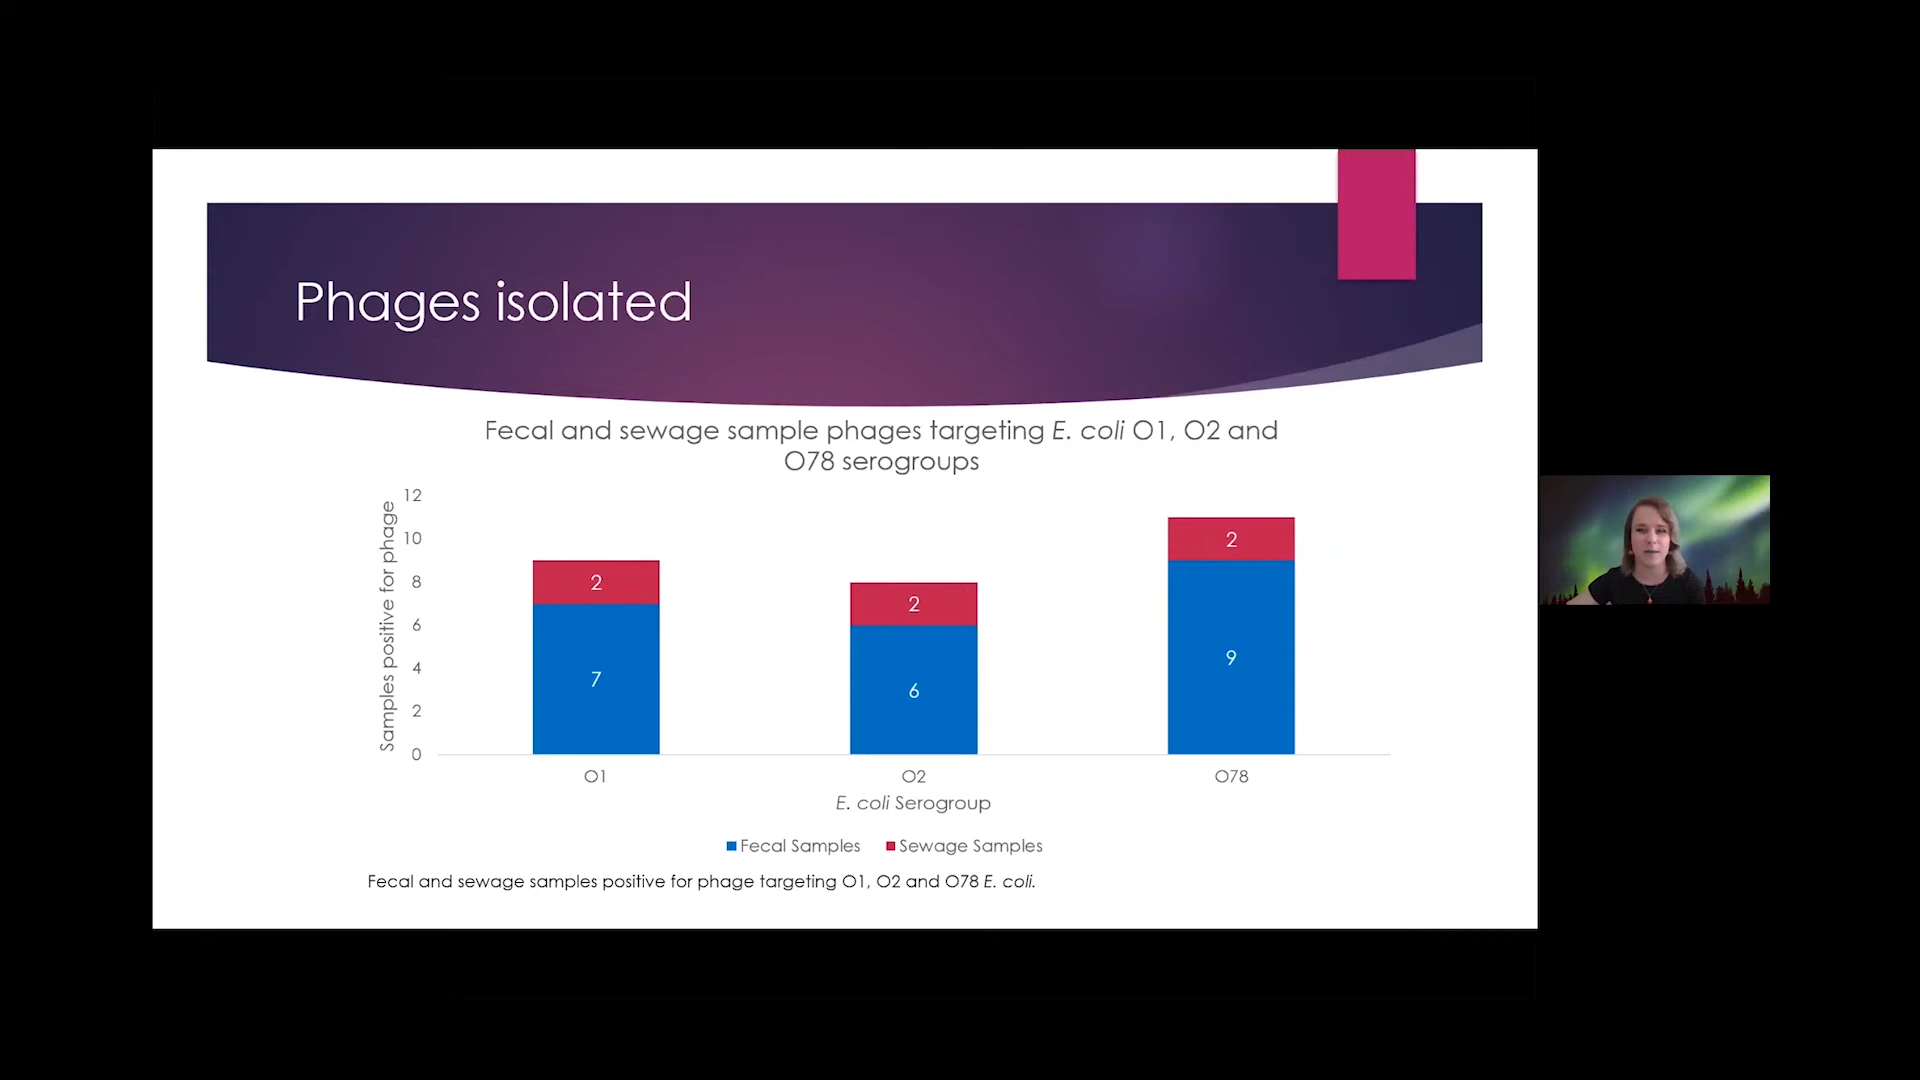 Phages isolated
Fecal and sewage sample phages targeting E. coli O1, O2 and
O78 serogroups
Samples positive for phage
12
10
8
6
4
2
0
2
7
2
6
2
9
O1
O2
O78
E. coli Serogroup
Fecal Samples
Sewage Samples
Fecal and sewage samples positive for phage targeting O1, O2 and O78 E. coli.